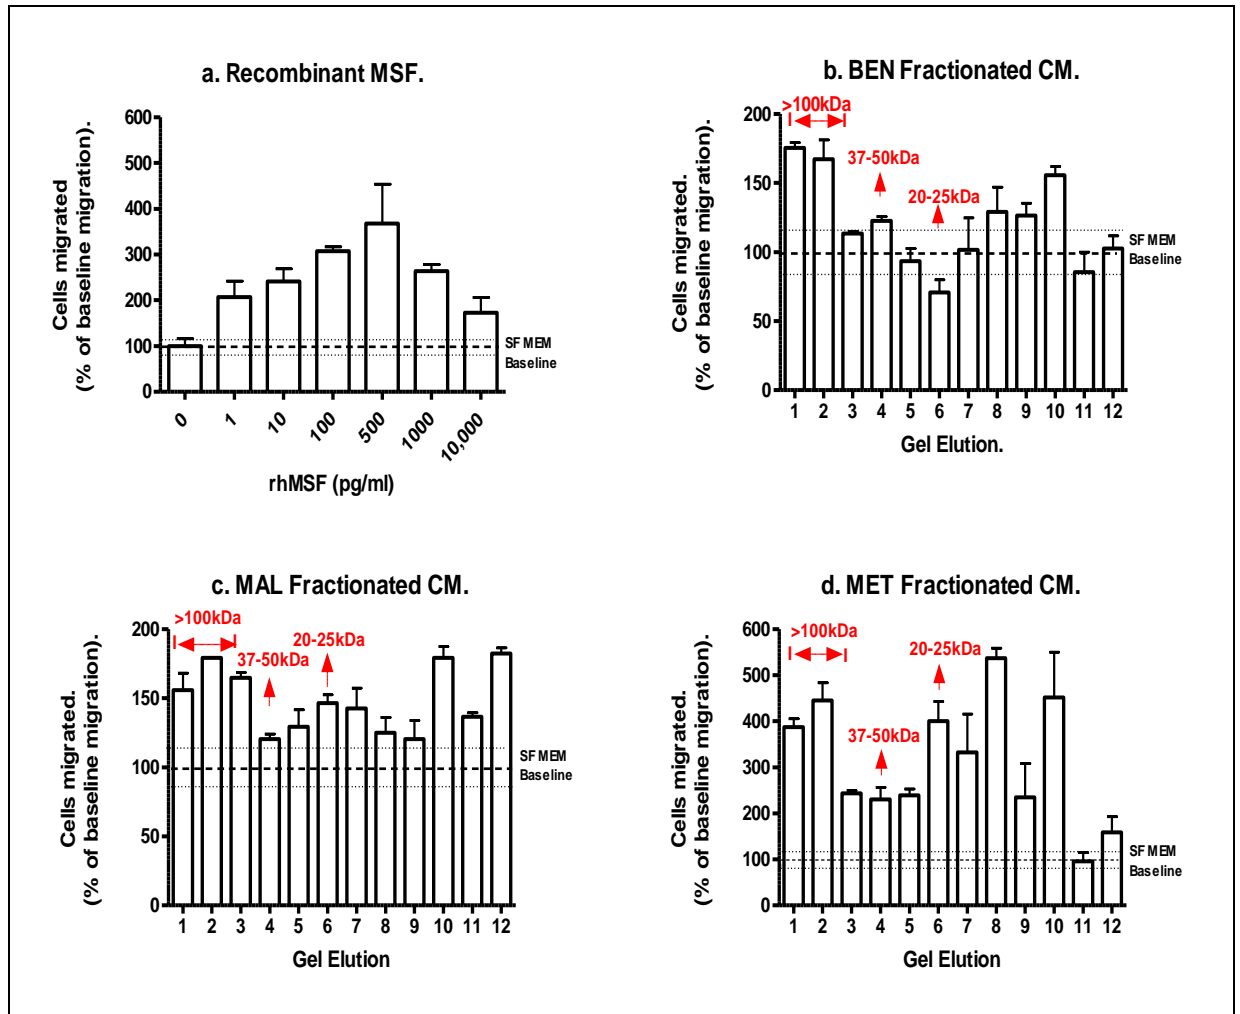 a. Recombinant MSF.
Cells migrated
(% of baseline migration).
600
500
400
300
200
100
0
SF MEM
Baseline
0 1 10 100 500 1000 10,000
rhMSF (pg/ml)
b. BEN Fractionated CM.
Cells migrated.
(% of baseline migration).
>100kDa
37-50kDa
20-25kDa
200
150
100
50
0
SF MEM
Baseline
1 2 3 4 5 6 7 8 9 10 11 12
Gel Elution.
c. MAL Fractionated CM.
Cells migrated.
(% of baseline migration).
>100kDa
37-50kDa
20-25kDa
200
150
100
50
0
SF MEM
Baseline
1 2 3 4 5 6 7 8 9 10 11 12
Gel Elution
d. MET Fractionated CM.
Cells migrated.
(% of baseline migration).
>100kDa
37-50kDa
20-25kDa
600
500
400
300
200
100
0
SF MEM
Baseline
1 2 3 4 5 6 7 8 9 10 11 12
Gel Elution